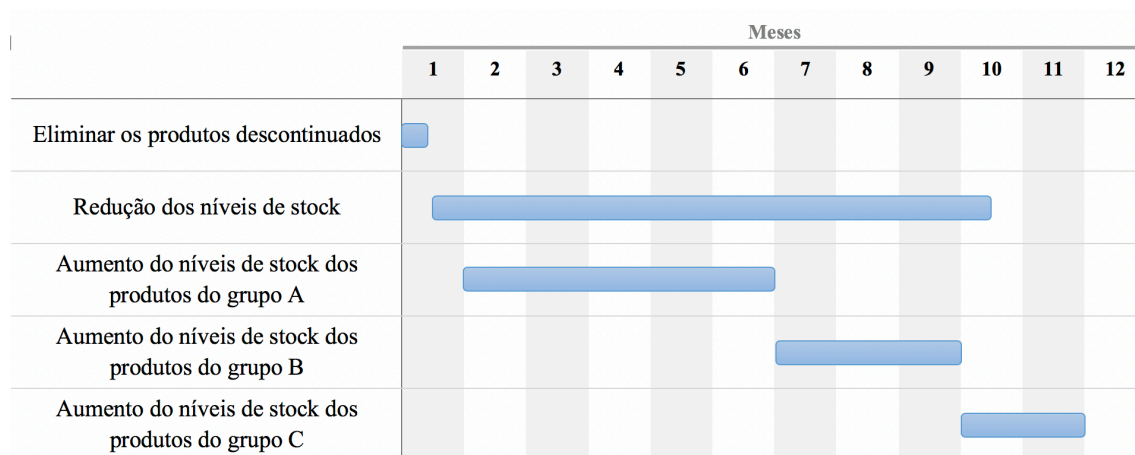 Meses
1 2 3 4 5 6 7 8 9 10 11 12
Eliminar os produtos descontinuados
Redução dos níveis de stock
Aumento do níveis de stock dos
produtos do grupo A
Aumento do níveis de stock dos
produtos do grupo B
Aumento do níveis de stock dos
produtos do grupo C